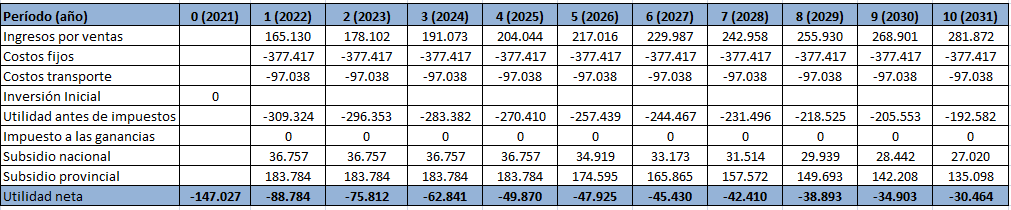 Período (año) 0 (2021) 1 (2022) 2 (2023) 3 (2024) 4 (2025) 5 (2026) 6 (2027) 7 (2028) 8 (2029) 9 (2030) 10 (2031)
Ingresos por ventas 165.130 178.102 191.073 204.044 217.016 229.987 242.958 255.930 268.901 281.872
Costos fijos -377.417 -377.417 -377.417 -377.417 -377.417 -377.417 -377.417 -377.417 -377.417 -377.417
Costos transporte -97.038 -97.038 -97.038 -97.038 -97.038 -97.038 -97.038 -97.038 -97.038 -97.038
Inversión Inicial 0
Utilidad antes de impuestos -309.324 -296.353 -283.382 -270.410 -257.439 -244.467 -231.496 -218.525 -205.553 -192.582
Impuesto a las ganancias 0 0 0 0 0 0 0 0 0 0
Subsidio nacional 36.757 36.757 36.757 36.757 34.919 33.173 31.514 29.939 28.442 27.020
Subsidio provincial 183.784 183.784 183.784 183.784 174.595 165.865 157.572 149.693 142.208 135.098
Utilidad neta -147.027 -88.784 -75.812 -62.841 -49.870 -47.925 -45.430 -42.410 -38.893 -34.903 -30.464